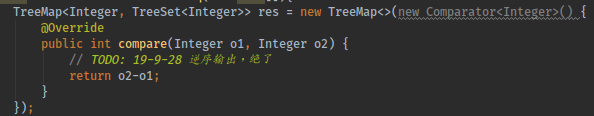 TreeMap<Integer, TreeSet<Integer>> res = new TreeMap<>(new Comparator<Integer>() {
@Override
public int compare(Integer o1, Integer o2) {
// TODO: 19-9-28 逆序输出，绝了
return o2-o1;
}
});